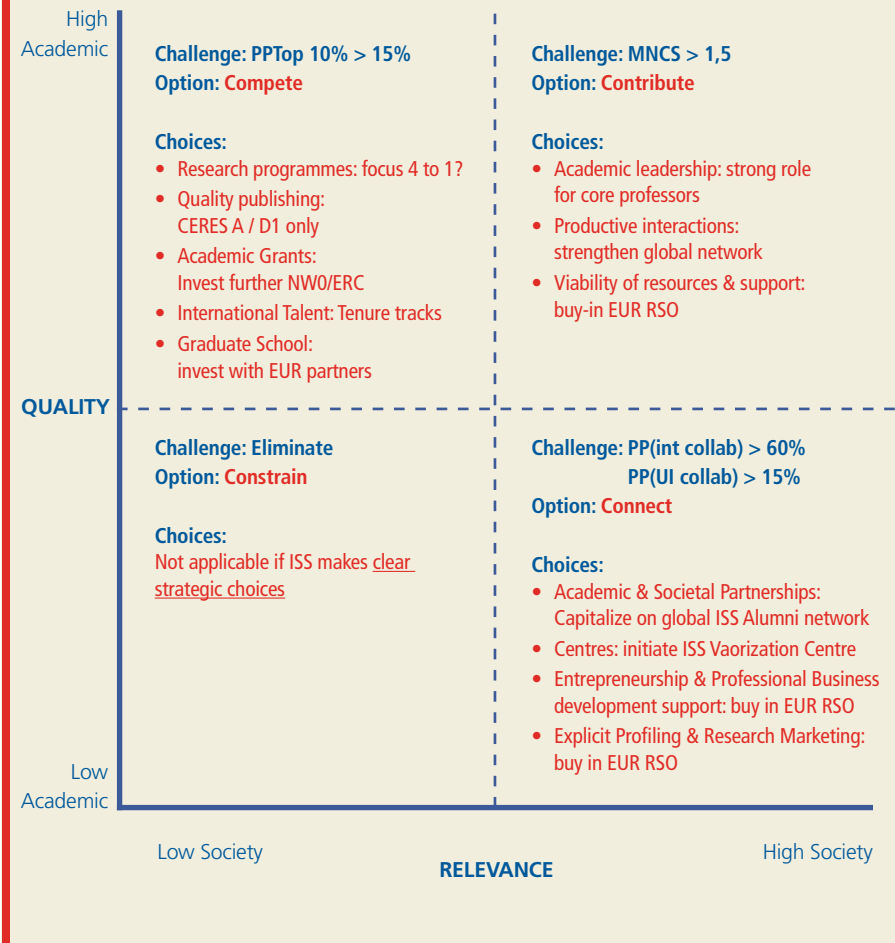 High
Academic
Challenge: PPTop 10% > 15%
Option: Compete
Choices:
• Research programmes: focus 4 to 1?
• Quality publishing:
CERES A / D1 only
• Academic Grants:
Invest further NW0/ERC
• International Talent: Tenure tracks
• Graduate School:
invest with EUR partners
Challenge: MNCS > 1,5
Option: Contribute
Choices:
• Academic leadership: strong role
for core professors
• Productive interactions:
strengthen global network
• Viability of resources & support:
buy-in EUR RSO
QUALITY
Challenge: Eliminate
Option: Constrain
Choices:
Not applicable if ISS makes clear
strategic choices
Challenge: PP(int collab) > 60%
PP(UI collab) > 15%
Option: Connect
Choices:
• Academic & Societal Partnerships:
Capitalize on global ISS Alumni network
• Centres: initiate ISS Vaorization Centre
• Entrepreneurship & Professional Business
development support: buy in EUR RSO
• Explicit Profiling & Research Marketing:
buy in EUR RSO
Low
Academic
Low Society
RELEVANCE
High Society